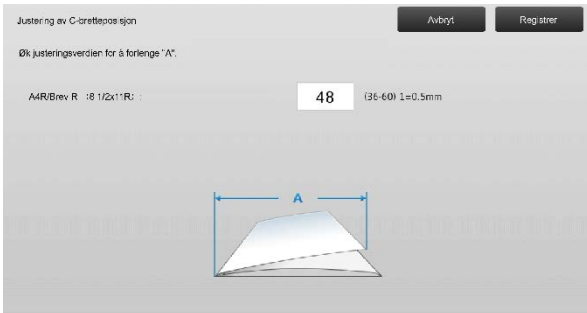 Justering av C-bretteposisjon
Avbryt
Registrer
Øk justeringsverdien for å forlenge "A".
A4R/Brev R (8 1/2x11R) :
48
(36-60) 1=0.5mm
A